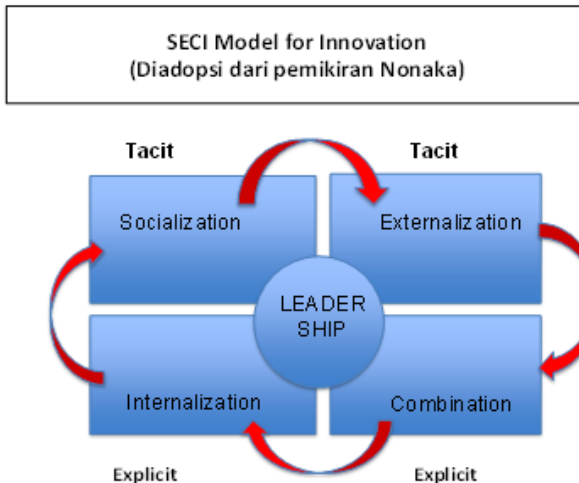 SECI Model for Innovation
(Diadopsi dari pemikiran Nonaka)
Tacit
Tacit
Socialization
Externalization
LEADER
SHIP
Internalization
Combination
Explicit
Explicit